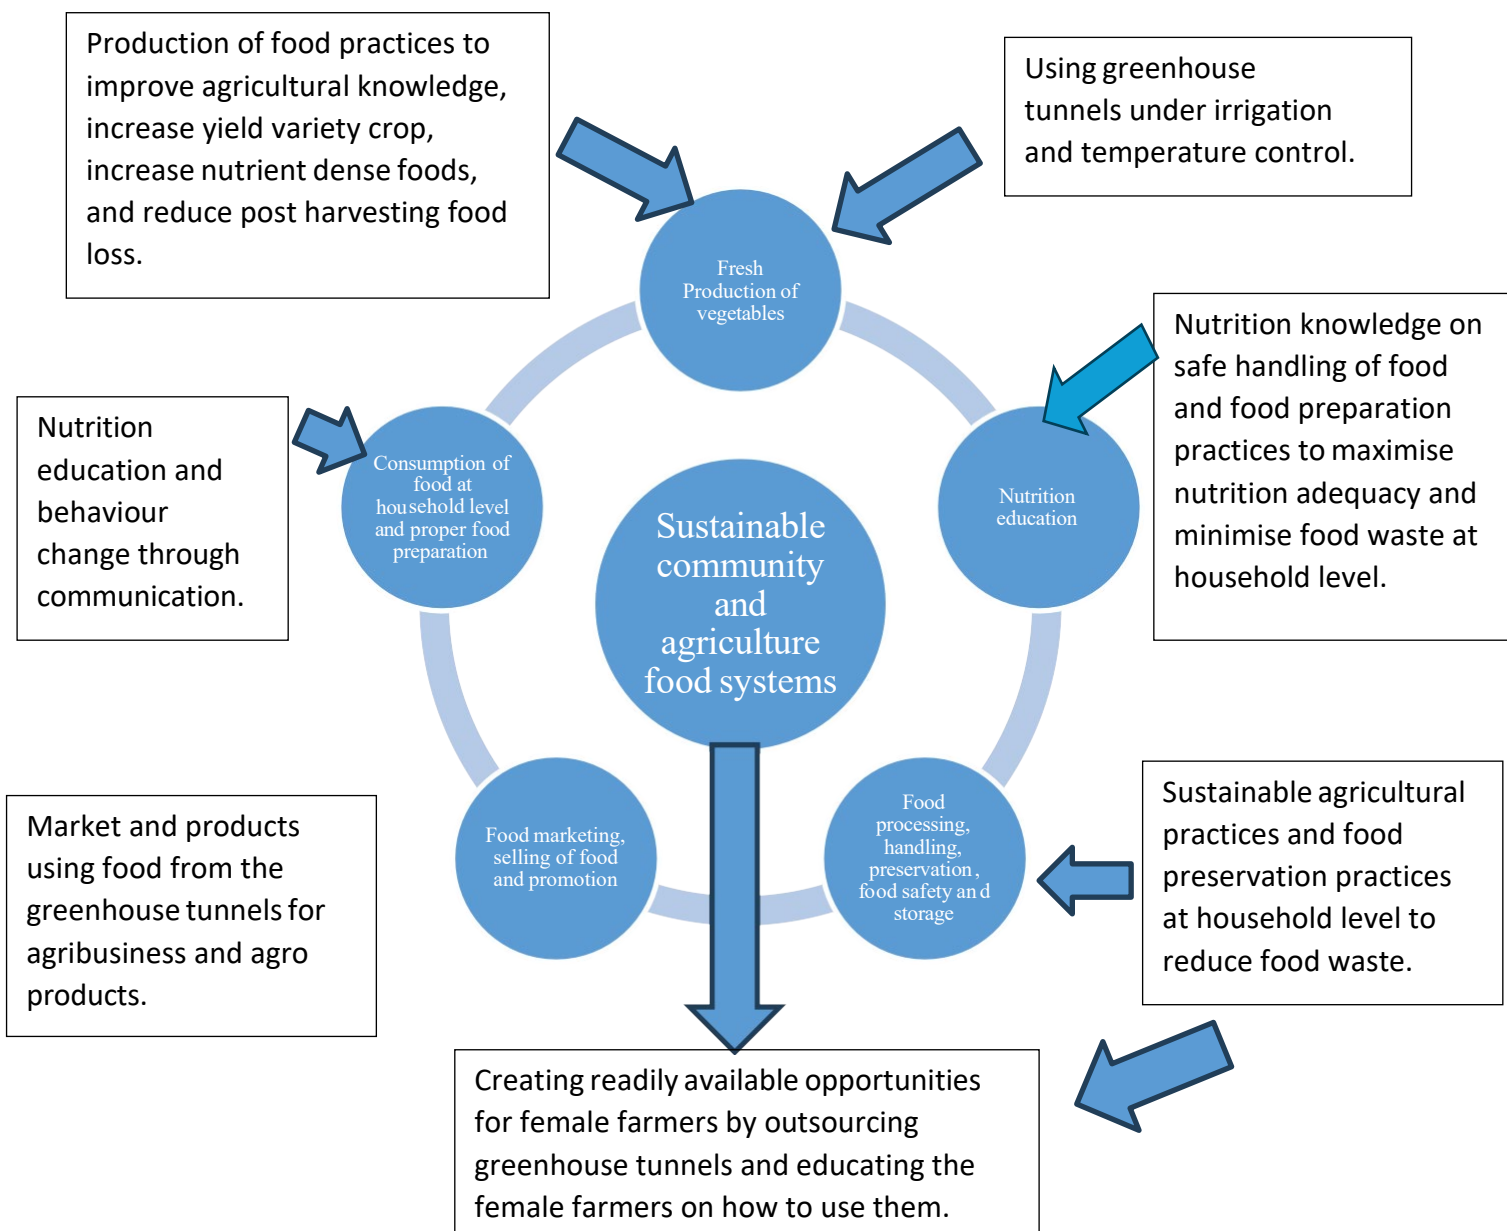 Production of food practices to
improve agricultural knowledge,
increase yield variety crop,
increase nutrient dense foods,
and reduce post harvesting food
loss.
Using greenhouse
tunnels under irrigation
and temperature control.
Fresh
Production of
vegetables
Nutrition knowledge on
safe handling of food
and food preparation
practices to maximise
nutrition adequacy and
minimise food waste at
household level.
Nutrition
education and
behaviour
change through
communication.
Consumption of
food at
household level
and proper food
preparation
Nutrition
education
Sustainable
community
and
agriculture
food systems
Market and products
using food from the
greenhouse tunnels for
agribusiness and agro
products.
Food marketing,
selling of food
and promotion
Food
processing,
handling,
preservation,
food safety and
storage
Sustainable agricultural
practices and food
preservation practices
at household level to
reduce food waste.
Creating readily available opportunities
for female farmers by outsourcing
greenhouse tunnels and educating the
female farmers on how to use them.